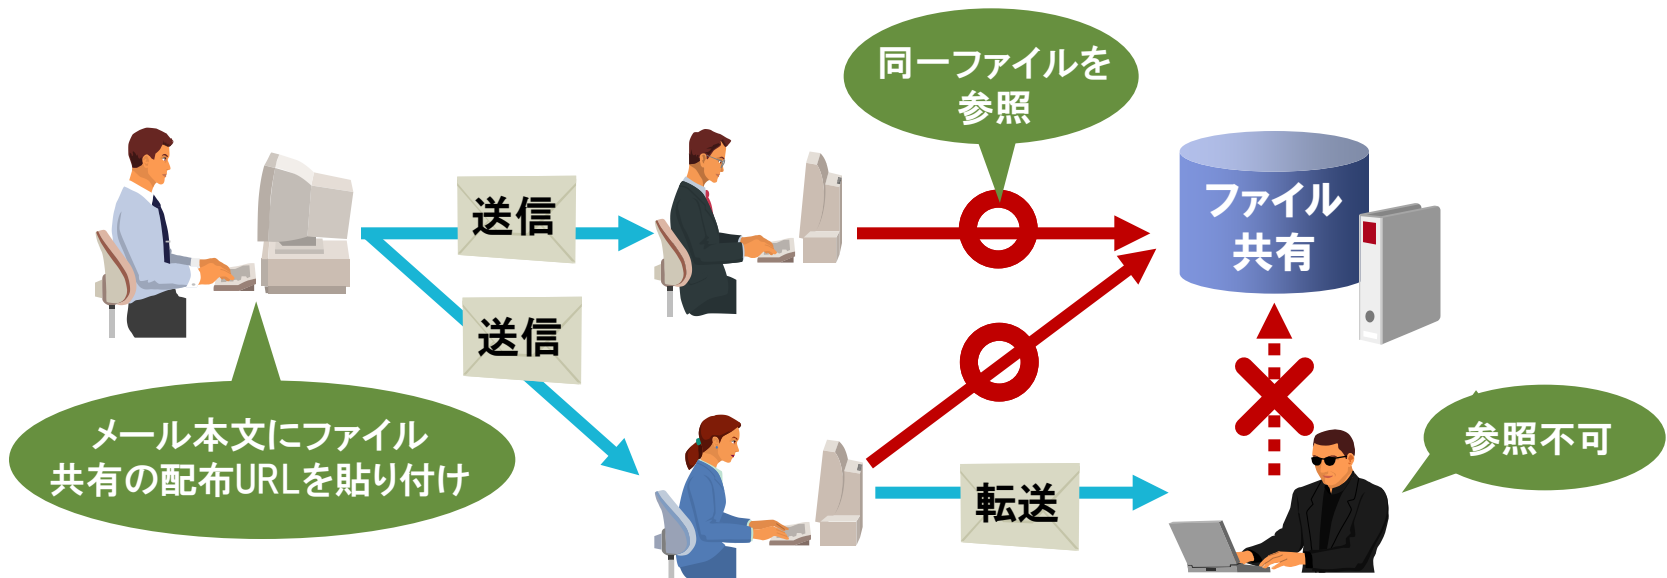 同一ファイルを
参照
送信
ファイル
共有
送信
メール本文にファイル
共有の配布URLを貼り付け
参照不可
転送